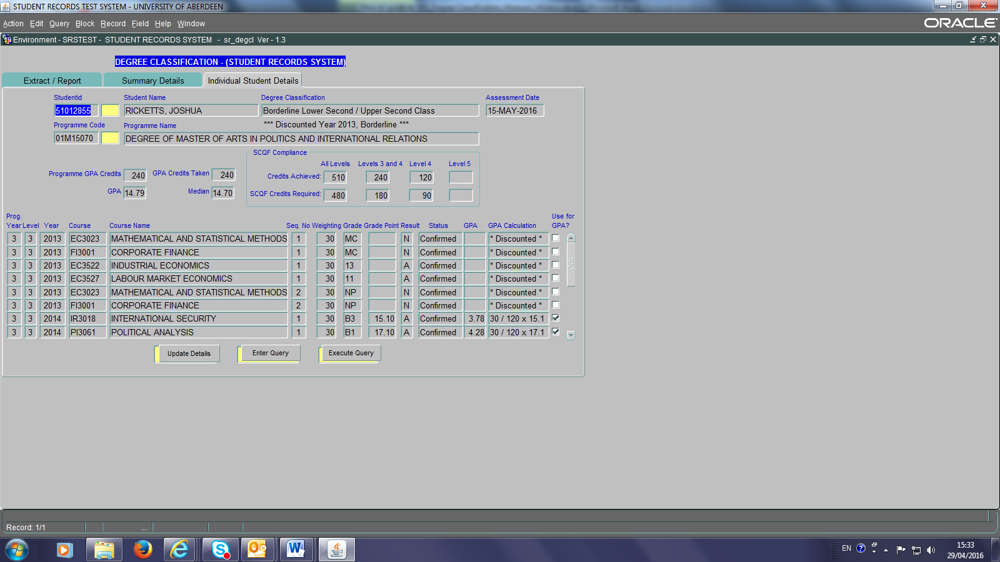 STUDENT RECORDS TEST SYSTEM - UNIVERSITY OF ABERDEEN
Action Edit Query Block Record Field Help Window
ORACLE
Environment - SRSTEST - STUDENT RECORDS SYSTEM - sr_degcl Ver - 1.3
DEGREE CLASSIFICATION - (STUDENT RECORDS SYSTEM)
Extract / Report Summary Details Individual Student Details
Studentid Student Name Degree Classification Assessment Date
51012855 RICKETTS, JOSHUA Borderline Lower Second / Upper Second Class 15-MAY-2016
Programme Code Programme Name *** Discounted Year 2013, Borderline ***
01M15070 DEGREE OF MASTER OF ARTS IN POLITICS AND INTERNATIONAL RELATIONS
SCQF Compliance
All Levels Levels 3 and 4 Level 4 Level 5
Programme GPA Credits 240 GPA Credits Taken 240 Credits Achieved: 510 240 120
GPA 14.79 Median 14.70 SCQF Credits Required: 480 180 90
Prog. Use for
Year Level Year Course Course Name Seq. No Weighting Grade Grade Point Result Status GPA GPA Calculation GPA?
3 3 2013 EC3023 MATHEMATICAL AND STATISTICAL METHODS 1 30 MC N Confirmed * Discounted *
3 3 2013 FI3001 CORPORATE FINANCE 1 30 MC N Confirmed * Discounted *
3 3 2013 EC3522 INDUSTRIAL ECONOMICS 1 30 13 A Confirmed * Discounted *
3 3 2013 EC3527 LABOUR MARKET ECONOMICS 1 30 11 A Confirmed * Discounted *
3 3 2013 EC3023 MATHEMATICAL AND STATISTICAL METHODS 2 30 NP N Confirmed * Discounted *
3 3 2013 FI3001 CORPORATE FINANCE 2 30 NP N Confirmed * Discounted *
3 3 2014 IR3018 INTERNATIONAL SECURITY 1 30 B3 15.10 A Confirmed 3.78 30 / 120 x 15.1
3 3 2014 PI3061 POLITICAL ANALYSIS 1 30 B1 17.10 A Confirmed 4.28 30 / 120 x 17.1
Update Details Enter Query Execute Query
Record: 1/1 ...
EN 15:33
29/04/2016